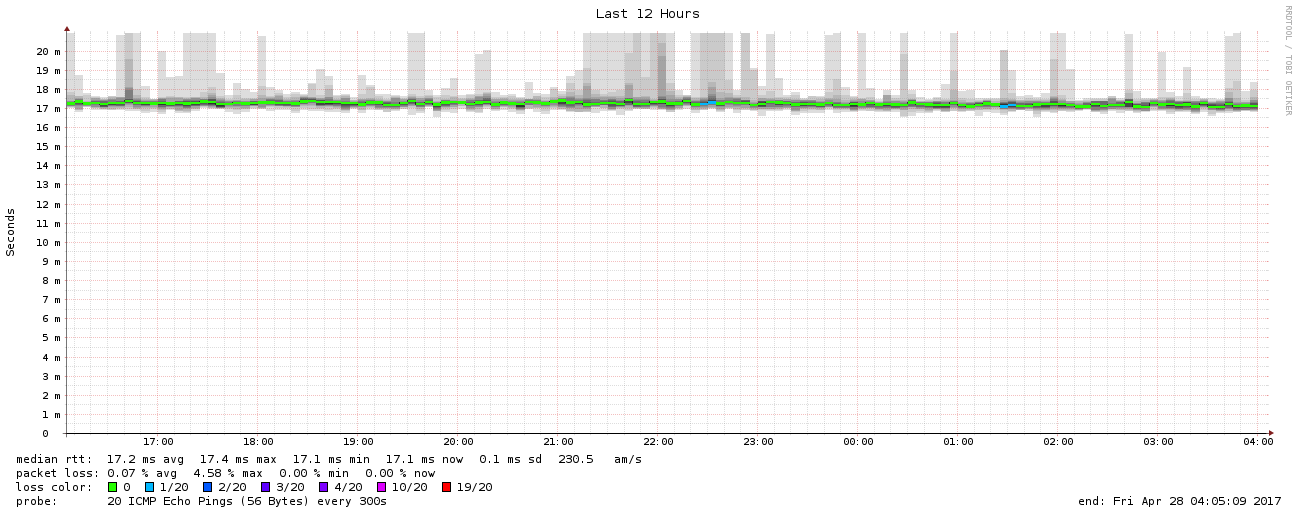 Last 12 Hours
RRDTOOL / TOBI OETIKER
Seconds
20 m
19 m
18 m
17 m
16 m
15 m
14 m
13 m
12 m
11 m
10 m
9 m
8 m
7 m
6 m
5 m
4 m
3 m
2 m
1 m
0
17:00 18:00 19:00 20:00 21:00 22:00 23:00 00:00 01:00 02:00 03:00 04:00
median rtt: 17.2 ms avg 17.4 ms max 17.1 ms min 17.1 ms now 0.1 ms sd 230.5 am/s
packet loss: 0.07 % avg 4.58 % max 0.00 % min 0.00 % now
loss color: 0 1/20 2/20 3/20 4/20 10/20 19/20
probe: 20 ICMP Echo Pings (56 Bytes) every 300s end: Fri Apr 28 04:05:09 2017